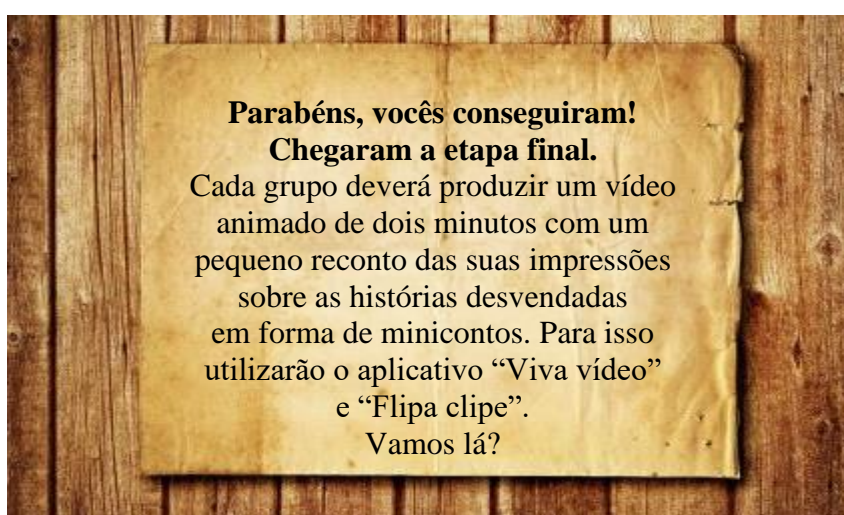 Parabéns, vocês conseguiram!
Chegaram a etapa final.
Cada grupo deverá produzir um vídeo
animado de dois minutos com um
pequeno reconto das suas impressões
sobre as histórias desvendadas
em forma de minicontos. Para isso
utilizarão o aplicativo “Viva vídeo”
e “Flipa clipe”.
Vamos lá?